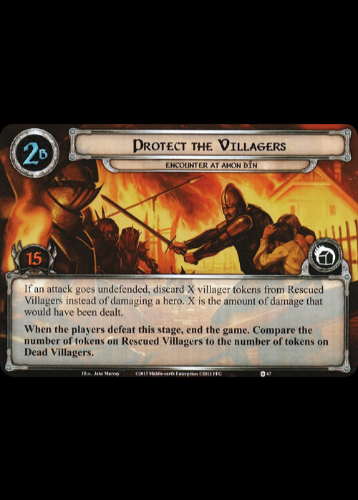 2B
PROTECT THE VILLAGERS
ENCOUNTER AT AMON DÎN
15
If an attack goes undefended, discard X villager tokens from Rescued
Villagers instead of damaging a hero. X is the amount of damage that
would have been dealt.
When the players defeat this stage, end the game. Compare the
number of tokens on Rescued Villagers to the number of tokens on
Dead Villagers.
Illus. Jake Murray ©2013 Middle-earth Enterprises ©2013 FFG 67